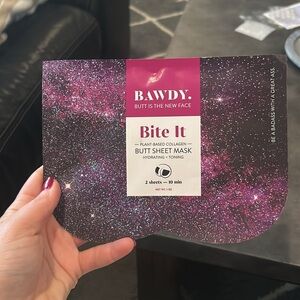 BAWDY.
BUTT IS THE NEW FACE
Bite It
PLANT-BASED COLLAGEN
BUTT SHEET MASK
HYDRATING + TONING
2 sheets — 10 min
BE A BADASS WITH A GREAT ASS.